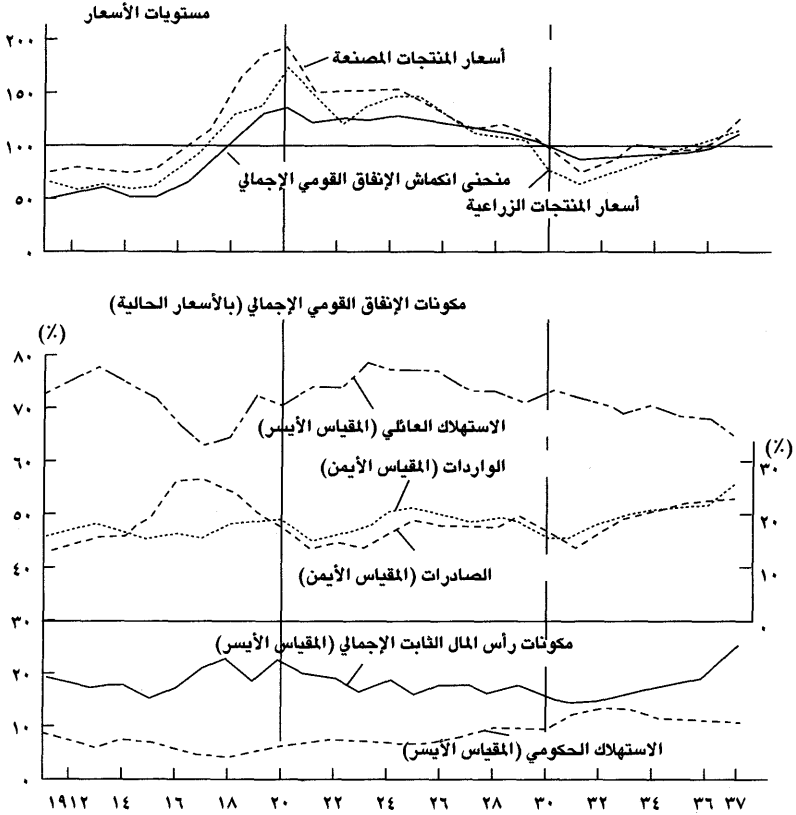 مستويات الأسعار
٢٠٠
١٥٠
١٠٠
٥٠
٠
أسعار المنتجات المصنعة
منحنى انكماش الإنفاق القومي الإجمالي
أسعار المنتجات الزراعية
مكونات الإنفاق القومي الإجمالي (بالأسعار الحالية)
(٪)
٨٠
٧٠
٦٠
٥٠
٤٠
٣٠
٢٠
١٠
٠
الاستهلاك العائلي (المقياس الأيسر)
الواردات (المقياس الأيمن)
الصادرات (المقياس الأيمن)
(٪)
٣٠
٢٠
١٠
٠
مكونات رأس المال الثابت الإجمالي (المقياس الأيسر)
الاستهلاك الحكومي (المقياس الأيسر)
١٩١٢ ١٤ ١٦ ١٨ ٢٠ ٢٢ ٢٤ ٢٦ ٢٨ ٣٠ ٣٢ ٣٤ ٣٦ ٣٧